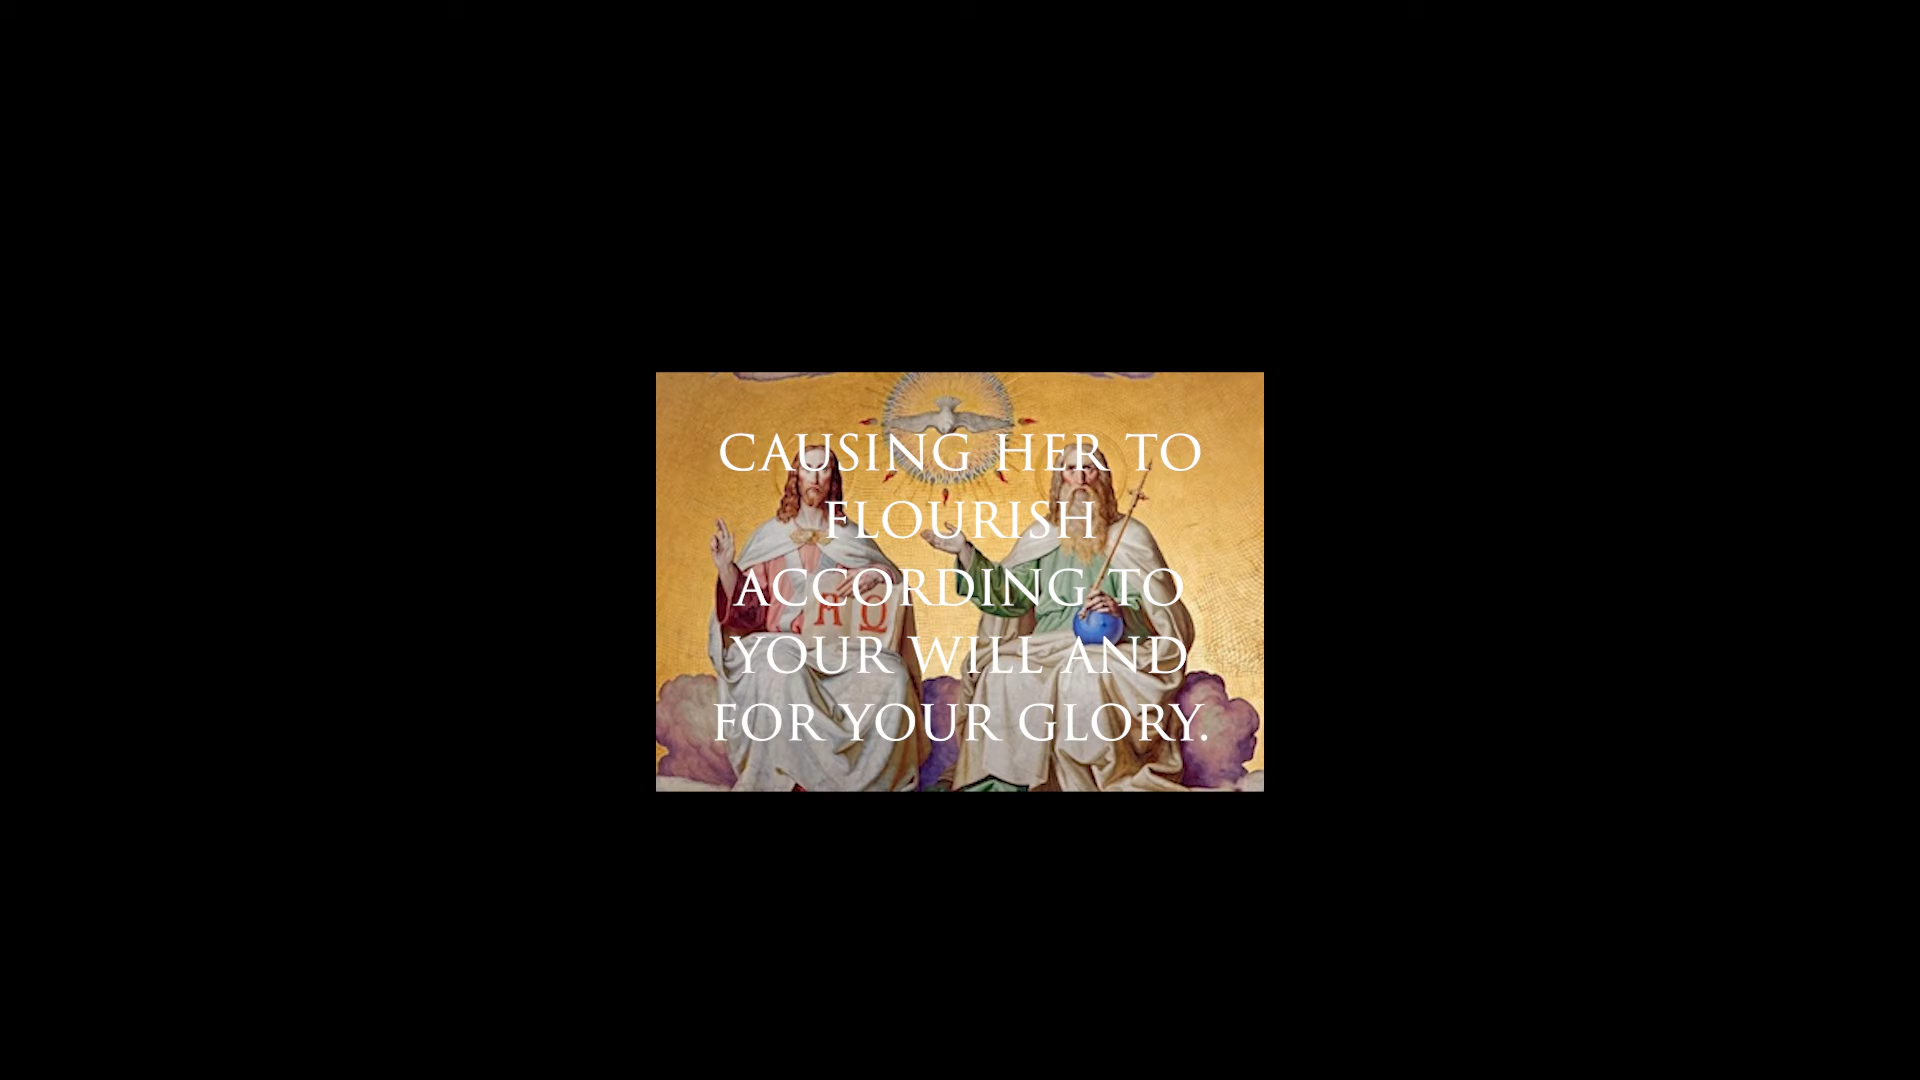 CAUSING HER TO
FLOURISH
ACCORDING TO
YOUR WILL AND
FOR YOUR GLORY.
Α Ω